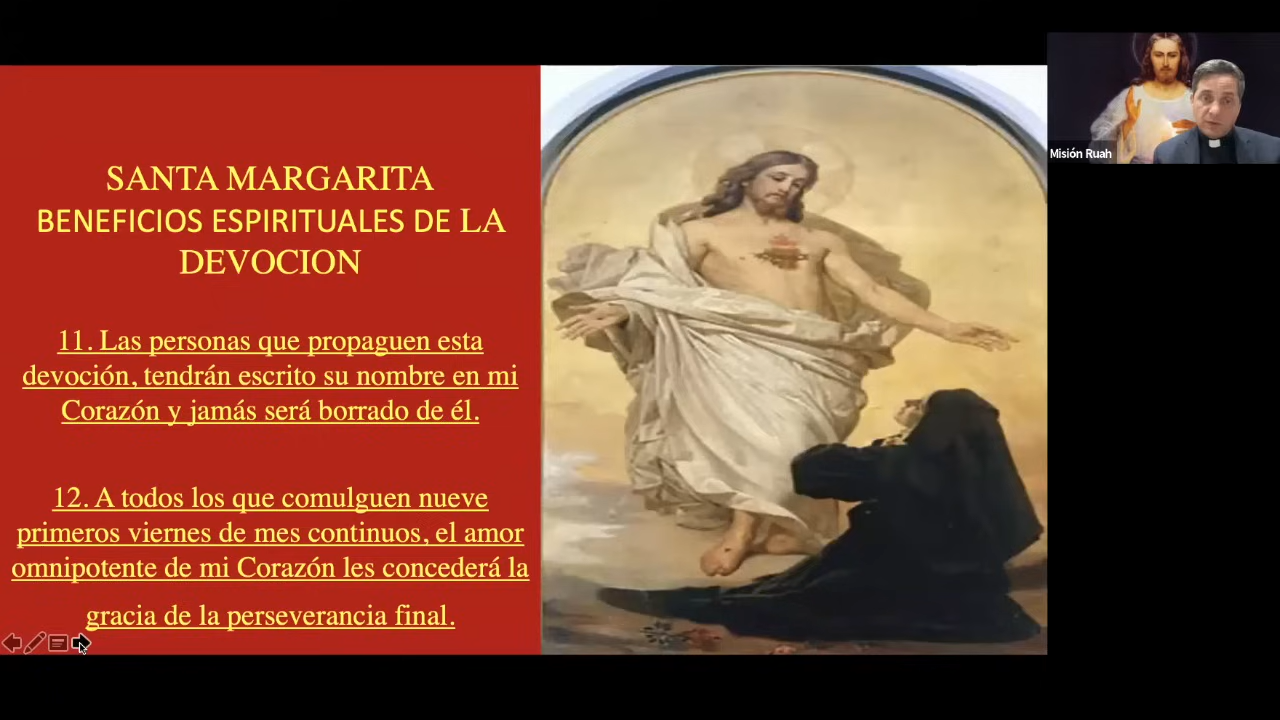 SANTA MARGARITA
BENEFICIOS ESPIRITUALES DE LA
DEVOCION
11. Las personas que propaguen esta
devoción, tendrán escrito su nombre en mi
Corazón y jamás será borrado de él.
12. A todos los que comulguen nueve
primeros viernes de mes continuos, el amor
omnipotente de mi Corazón les concederá la
gracia de la perseverancia final.
Misión Ruah